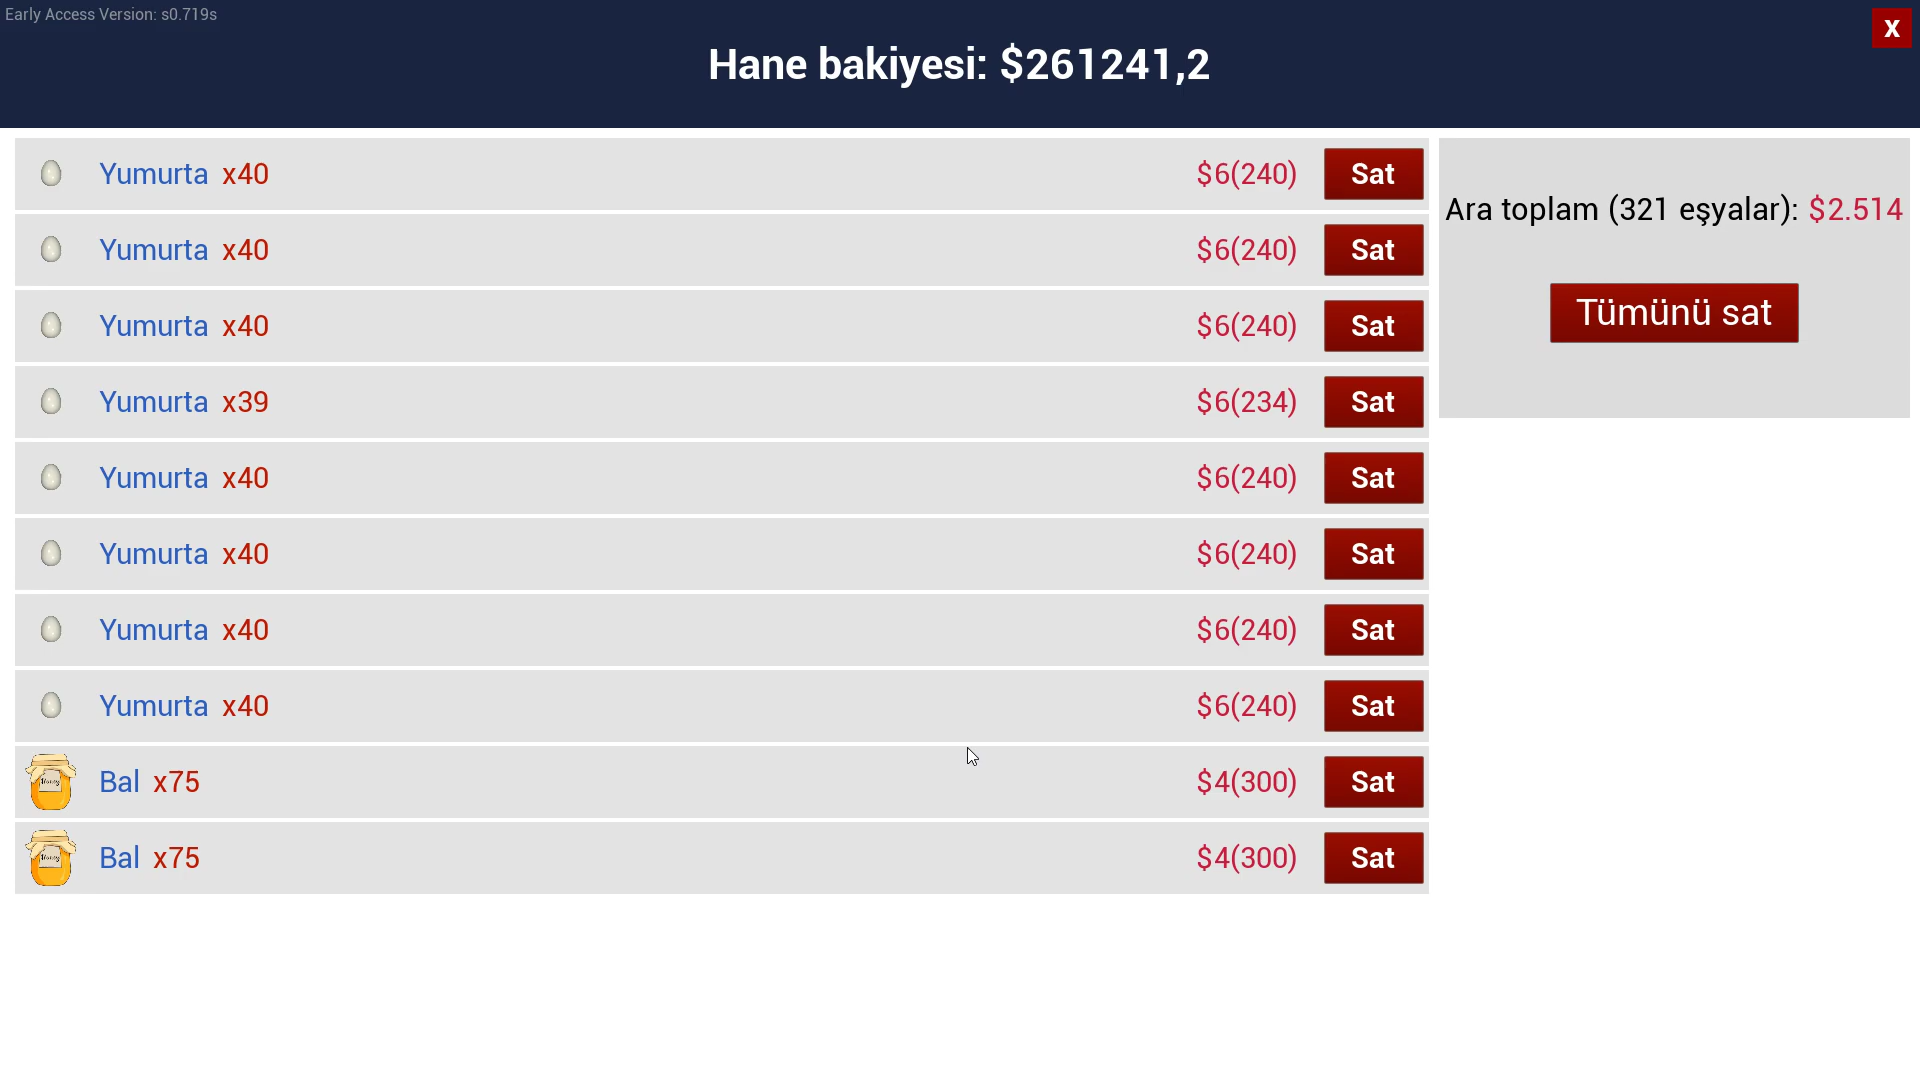 Early Access Version: s0.719s
X
Hane bakiyesi: $261241,2
Yumurta x40 $6(240) Sat
Yumurta x40 $6(240) Sat
Yumurta x40 $6(240) Sat
Yumurta x39 $6(234) Sat
Yumurta x40 $6(240) Sat
Yumurta x40 $6(240) Sat
Yumurta x40 $6(240) Sat
Yumurta x40 $6(240) Sat
Honey Bal x75 $4(300) Sat
Honey Bal x75 $4(300) Sat
Ara toplam (321 eşyalar): $2.514
Tümünü sat